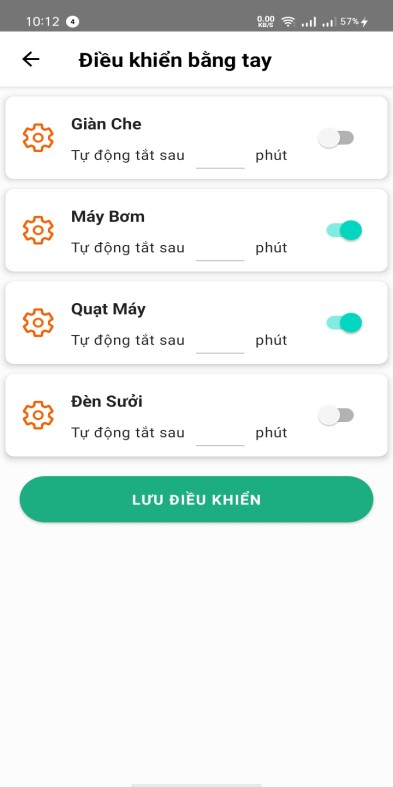 10:12 4 0.00 KB/S 57%
Điều khiển bằng tay
Giàn Che
Tự động tắt sau phút
Máy Bơm
Tự động tắt sau phút
Quạt Máy
Tự động tắt sau phút
Đèn Sưởi
Tự động tắt sau phút
LƯU ĐIỀU KHIỂN